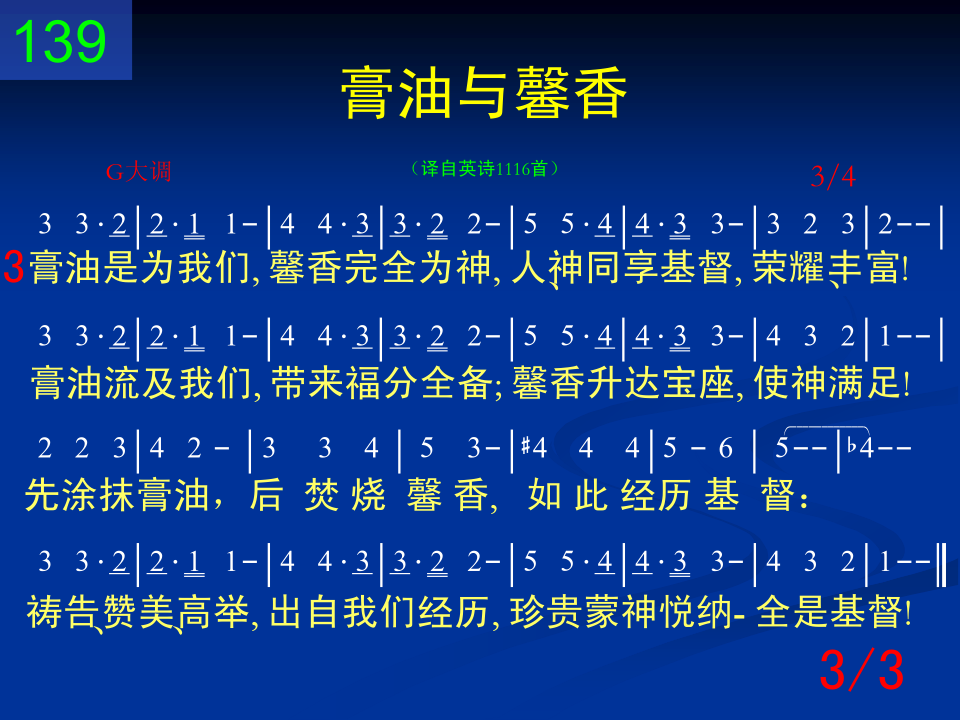 139
膏油与馨香
G大调 （译自英诗1116首） 3/4
3 3·2|2·1 1-|4 4·3|3·2 2-|5 5·4|4·3 3-|3 2 3|2--|
3膏油是为我们, 馨香完全为神, 人、神同享基督, 荣耀、丰富!
3 3·2|2·1 1-|4 4·3|3·2 2-|5 5·4|4·3 3-|4 3 2|1--|
膏油流及我们, 带来福分全备; 馨香升达宝座, 使神满足!
2 2 3|4 2 -|3 3 4|5 3-|♯4 4 4|5 - 6|5--|♭4--
先涂抹膏油，后 焚 烧 馨 香, 如 此 经历 基 督：
3 3·2|2·1 1-|4 4·3|3·2 2-|5 5·4|4·3 3-|4 3 2|1--‖
祷告、赞美、高举, 出自我们经历, 珍贵蒙神悦纳- 全是基督!
3/3